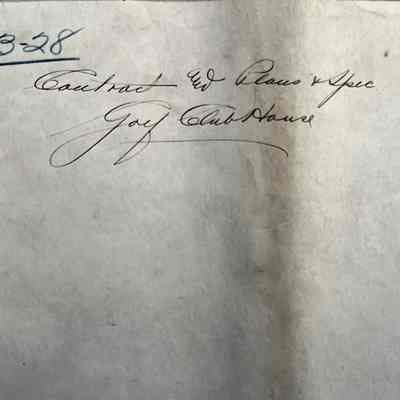 3-28
Contract Ed Plans & Spec
Golf Club House